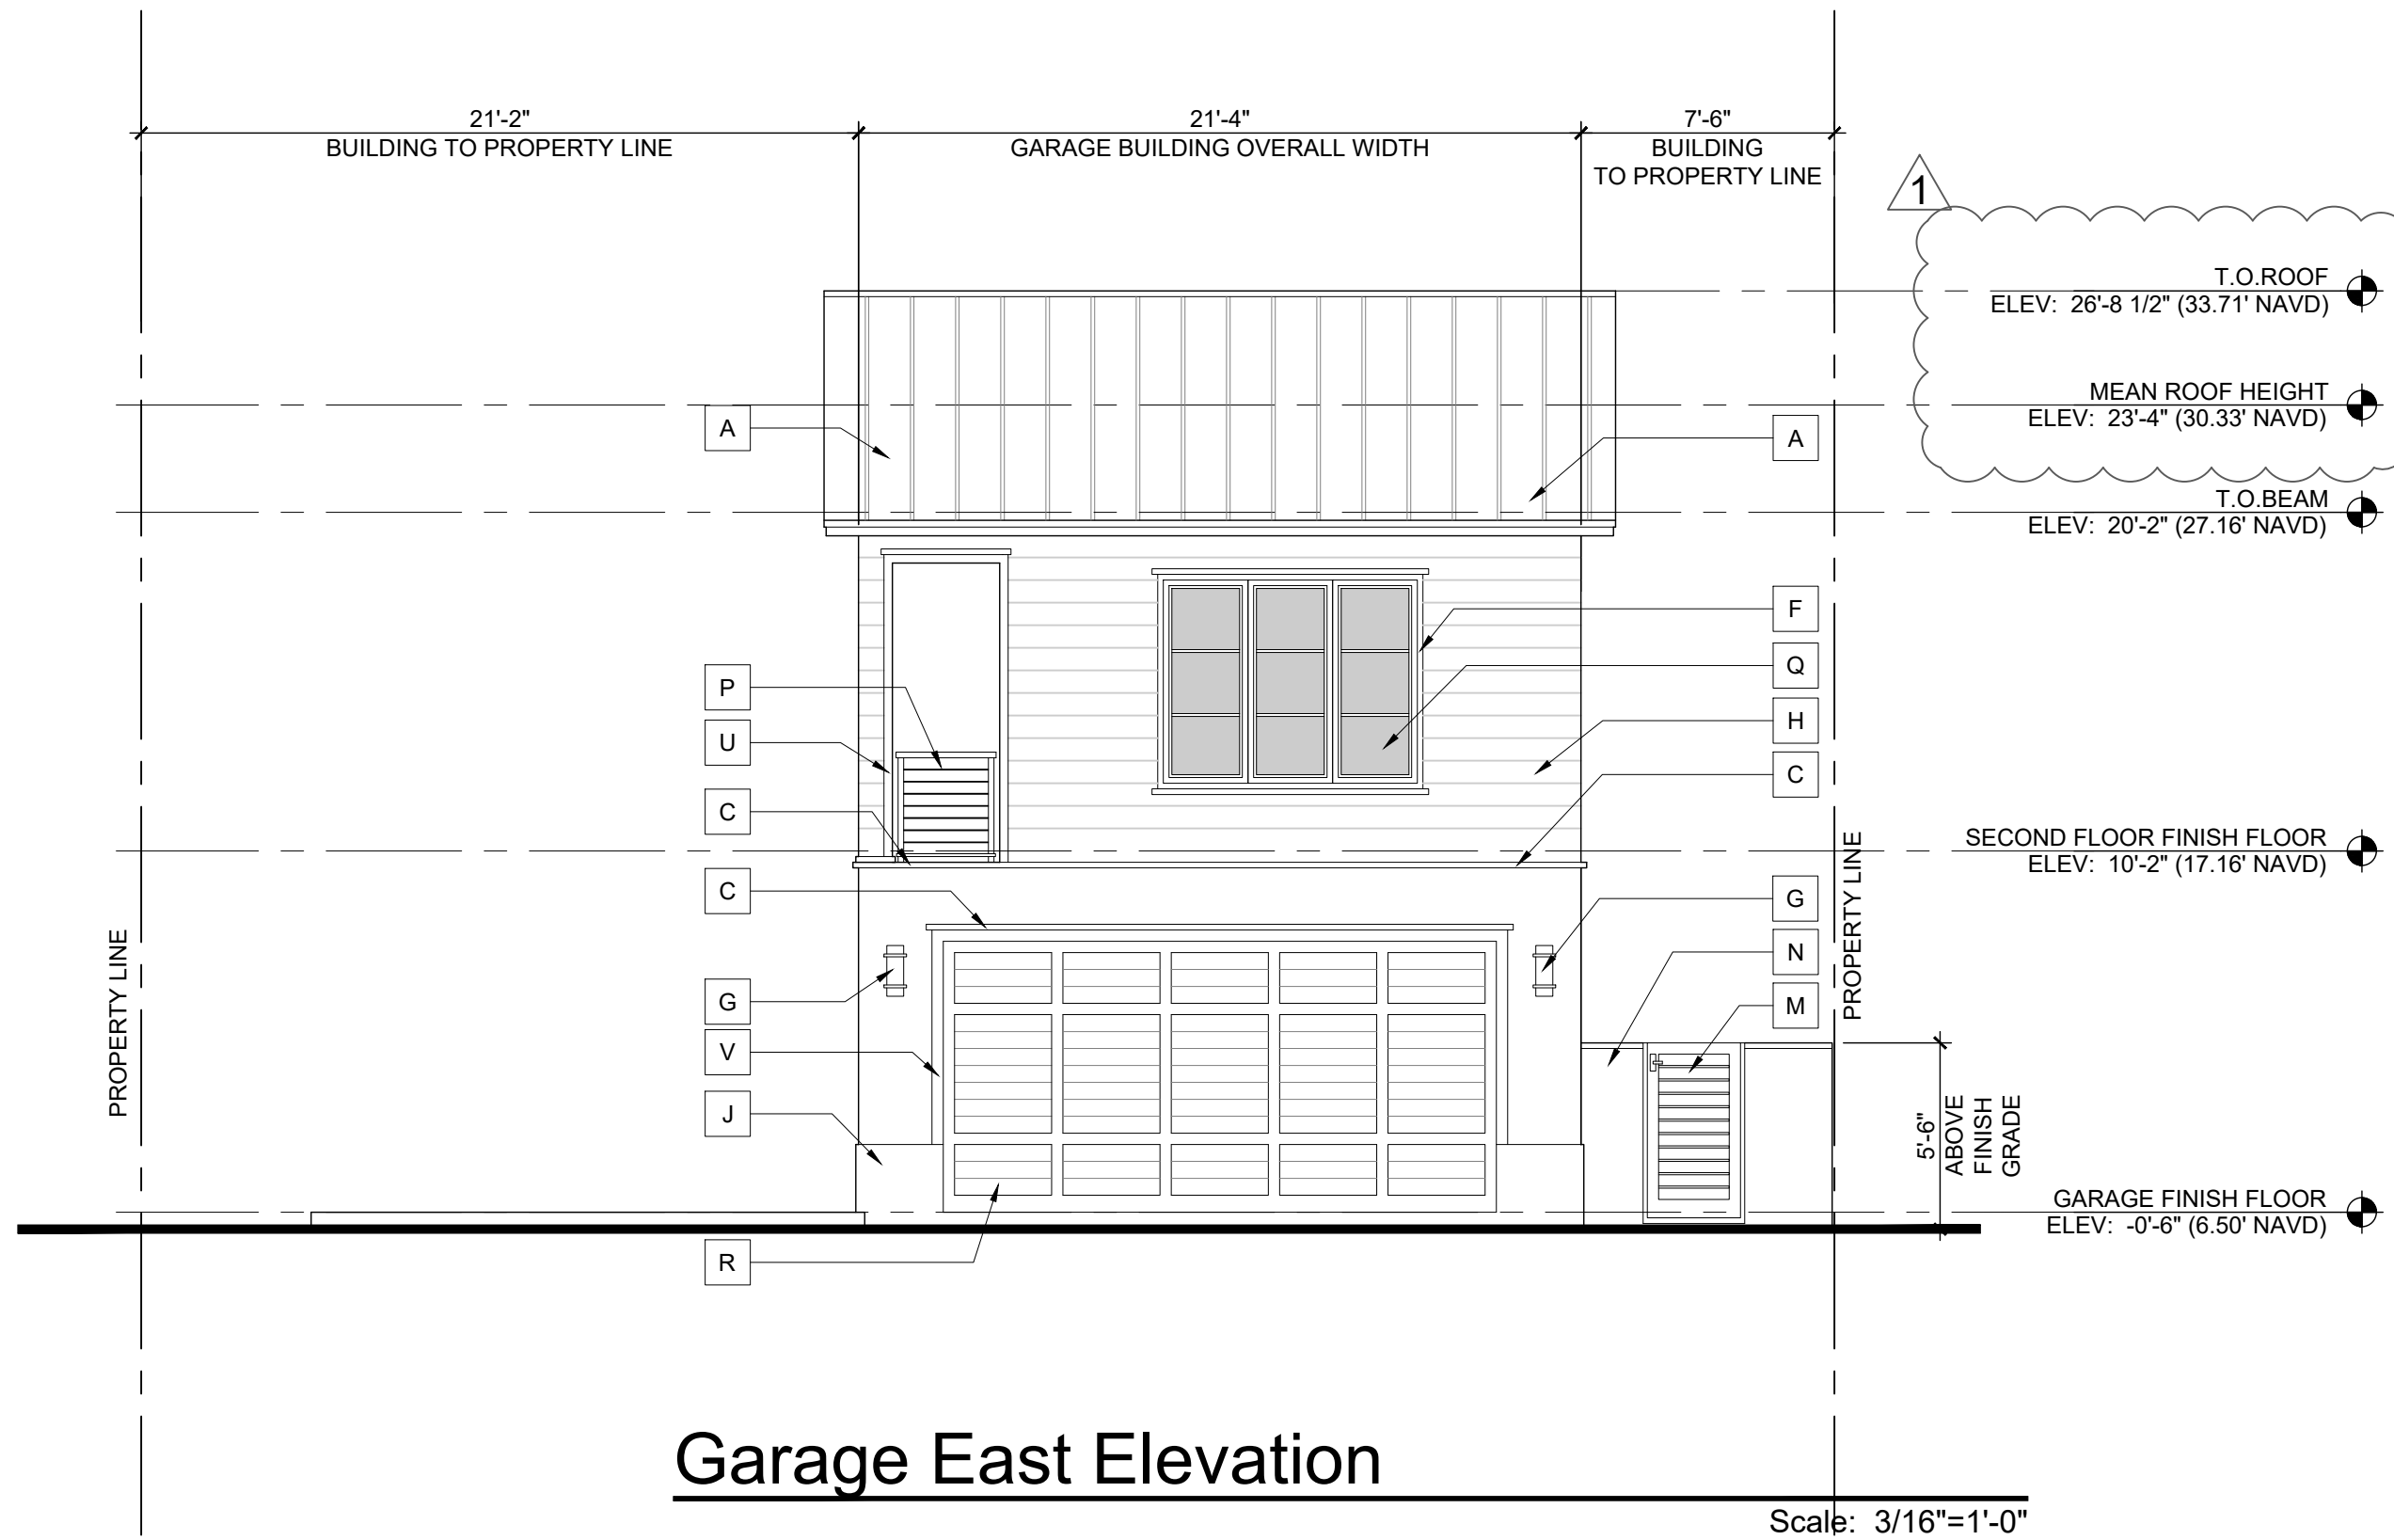 21'-2"
BUILDING TO PROPERTY LINE
21'-4"
GARAGE BUILDING OVERALL WIDTH
7'-6"
BUILDING
TO PROPERTY LINE
1
T.O.ROOF
ELEV: 26'-8 1/2" (33.71' NAVD)
MEAN ROOF HEIGHT
ELEV: 23'-4" (30.33' NAVD)
A
A
T.O.BEAM
ELEV: 20'-2" (27.16' NAVD)
F
Q
P
H
U
C
C
SECOND FLOOR FINISH FLOOR
ELEV: 10'-2" (17.16' NAVD)
C
G
N
G
M
V
J
PROPERTY LINE
PROPERTY LINE
5'-6"
ABOVE
FINISH
GRADE
GARAGE FINISH FLOOR
ELEV: -0'-6" (6.50' NAVD)
R
Garage East Elevation
Scale: 3/16"=1'-0"